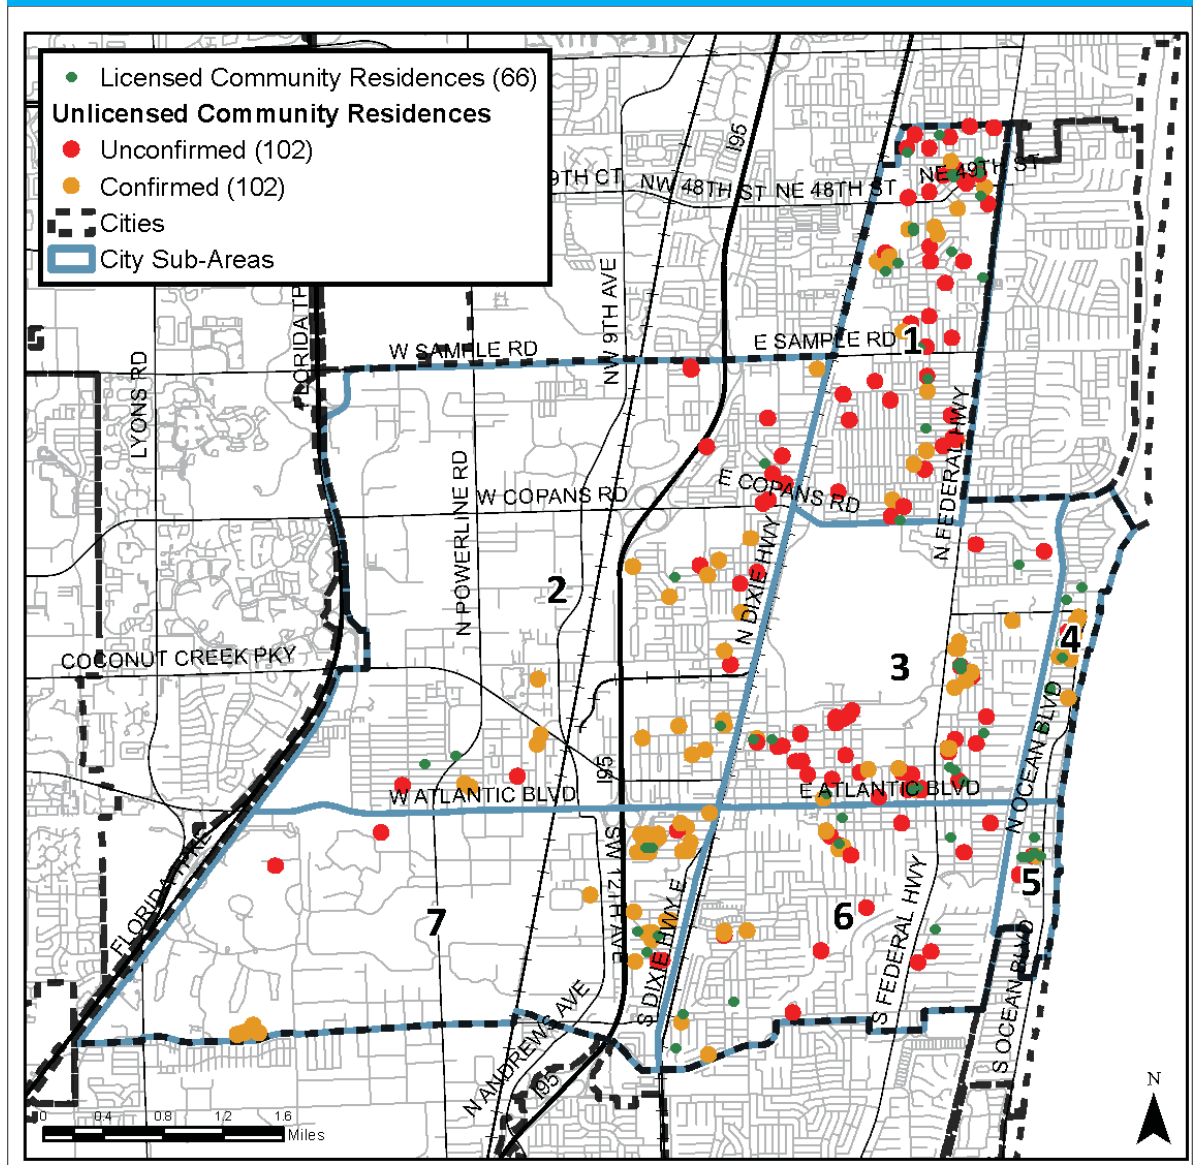 Licensed Community Residences (66)
Unlicensed Community Residences
Unconfirmed (102)
Confirmed (102)
Cities
City Sub-Areas
I95
9TH CT
NW 48TH ST
NE 48TH ST
NE 49TH ST
NW 9TH AVE
FLORIDA TP
LYONS RD
W SAMPLE RD
E SAMPLE RD
1
N FEDERAL HWY
N POWERLINE RD
W COPANS RD
E COPANS RD
N DIXIE HWY
2
3
4
COCONUT CREEK PKY
N OCEAN BLVD
I95
W ATLANTIC BLVD
E ATLANTIC BLVD
FLORIDA TPKE
SW 12TH AVE
S DIXIE HWY E
S FEDERAL HWY
5
6
7
S OCEAN BLVD
N ANDREWS AVE
I95
N
0 0.4 0.8 1.2 1.6
Miles